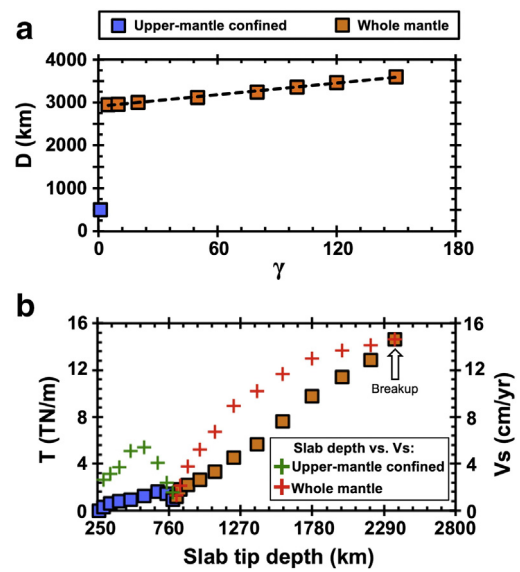 a
Upper-mantle confined Whole mantle
4000
3000
2000
1000
0
D (km)
0 60 120 180
γ
b
16
12
8
4
0
T (TN/m)
16
12
8
4
0
Vs (cm/yr)
Breakup
Slab depth vs. Vs:
Upper-mantle confined
Whole mantle
250 760 1270 1780 2290 2800
Slab tip depth (km)